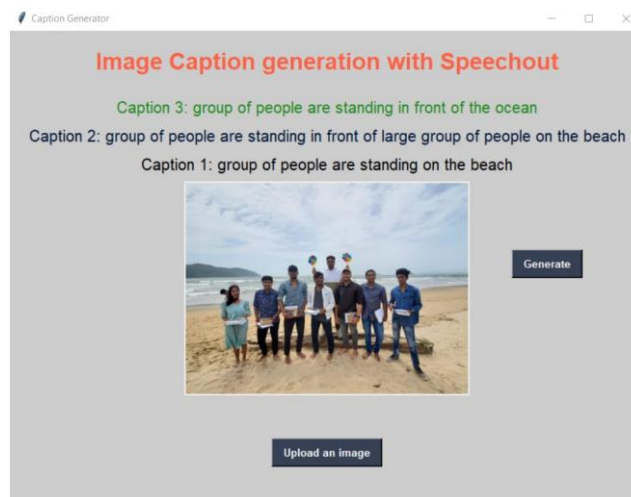 Caption Generator
Image Caption generation with Speechout
Caption 3: group of people are standing in front of the ocean
Caption 2: group of people are standing in front of large group of people on the beach
Caption 1: group of people are standing on the beach
Generate
Upload an image